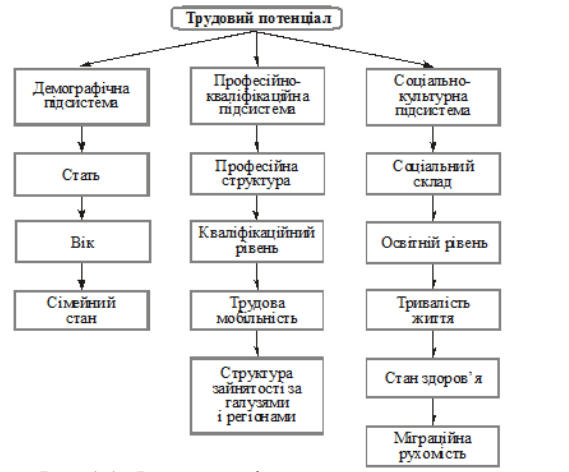 Трудовий потенціал
Демографічна
підсистема
Стать
Вік
Сімейний
стан
Професійно-
кваліфікаційна
підсистема
Професійна
структура
Кваліфікаційний
рівень
Трудова
мобільність
Структура
зайнятості за
галузями
і регіонами
Соціально-
культурна
підсистема
Соціальний
склад
Освітній рівень
Тривалість
життя
Стан здоров’я
Міграційна
рухомість